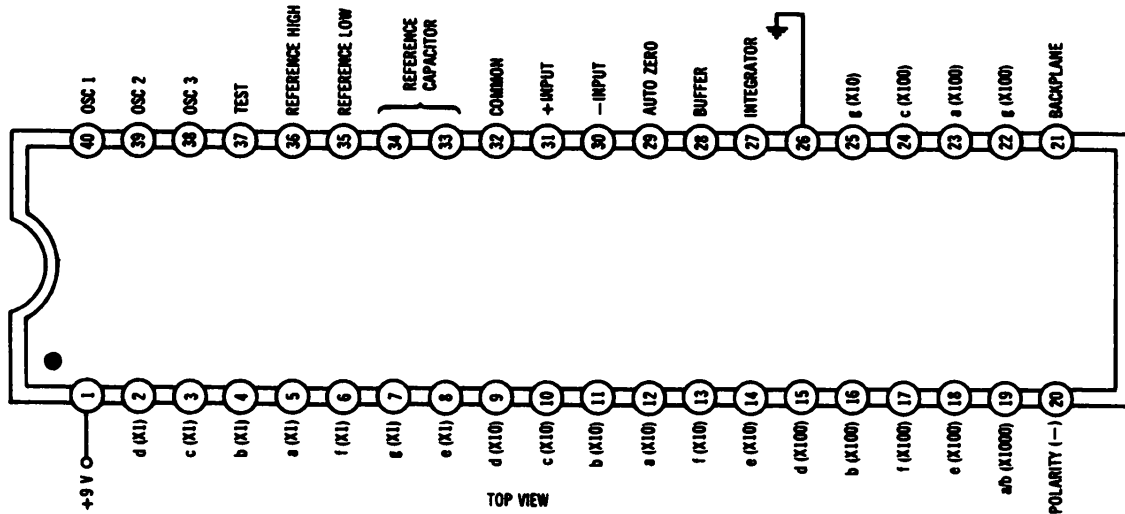 +9 V
1
d (X1)
2
c (X1)
3
b (X1)
4
a (X1)
5
f (X1)
6
g (X1)
7
e (X1)
8
d (X10)
9
c (X10)
10
b (X10)
11
a (X10)
12
f (X10)
13
e (X10)
14
d (X100)
15
b (X100)
16
f (X100)
17
e (X100)
18
a/b (X1000)
19
POLARITY (—)
20
40
OSC 1
39
OSC 2
38
OSC 3
37
TEST
36
REFERENCE HIGH
35
REFERENCE LOW
34
33
REFERENCE
CAPACITOR
32
COMMON
31
+INPUT
30
—INPUT
29
AUTO ZERO
28
BUFFER
27
INTEGRATOR
26
25
g (X10)
24
c (X100)
23
a (X100)
22
g (X100)
21
BACKPLANE
TOP VIEW